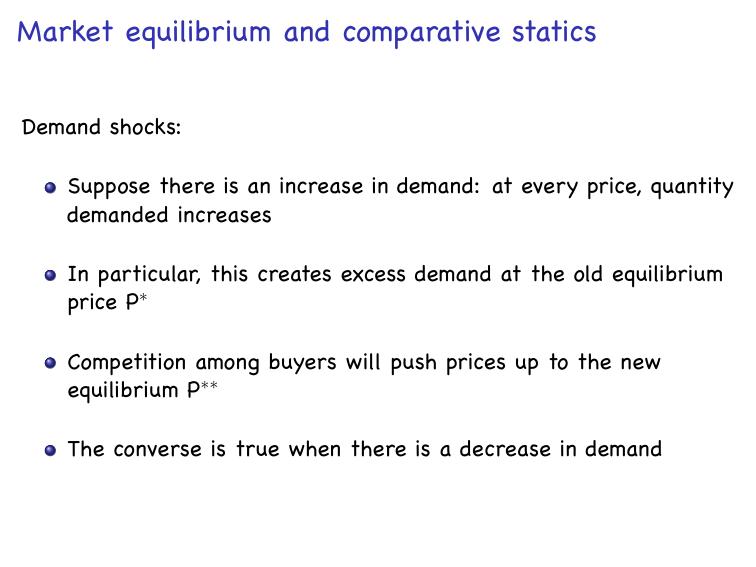 Market equilibrium and comparative statics
Demand shocks:
Suppose there is an increase in demand: at every price, quantity
demanded increases
In particular, this creates excess demand at the old equilibrium
price P*
Competition among buyers will push prices up to the new
equilibrium P**
The converse is true when there is a decrease in demand